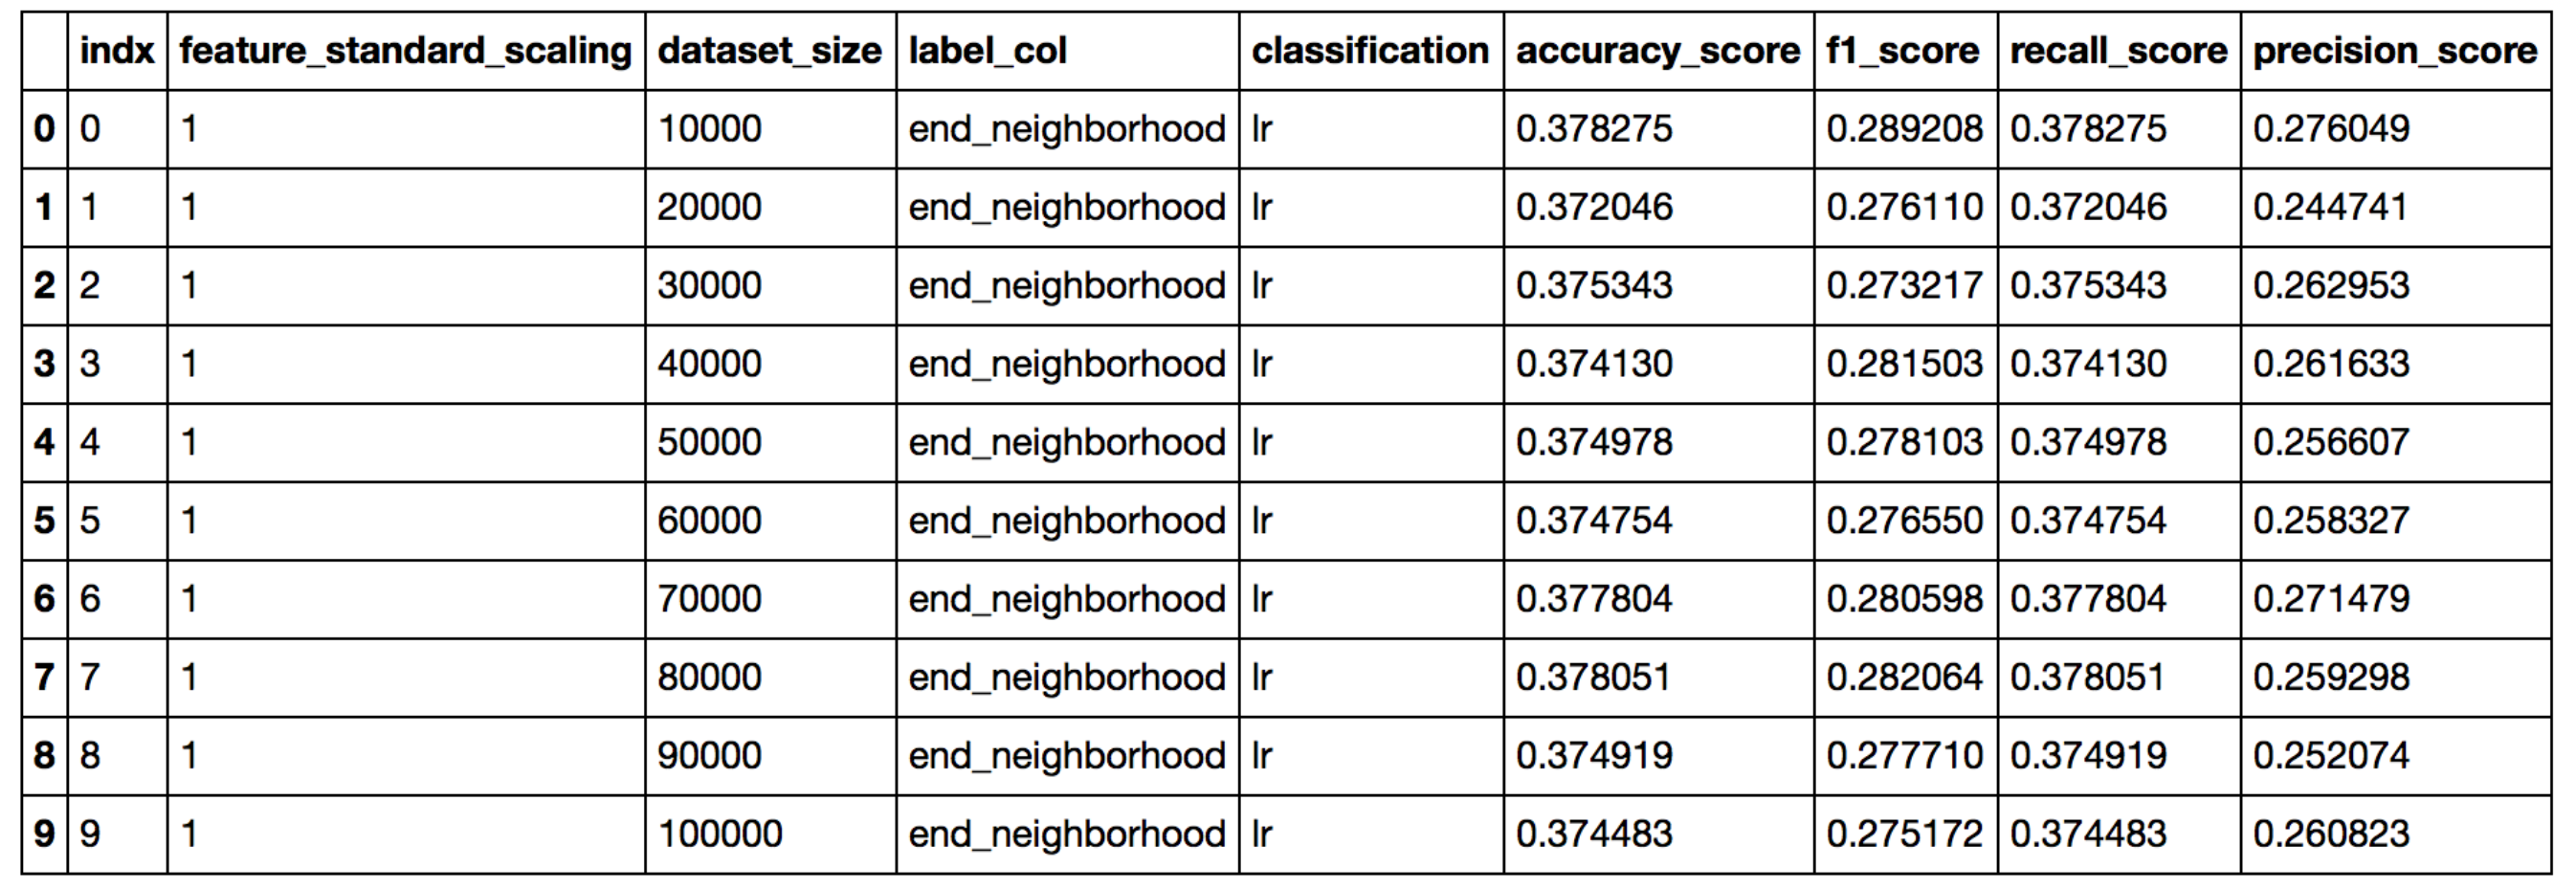 indx feature_standard_scaling dataset_size label_col classification accuracy_score f1_score recall_score precision_score
0 0 1 10000 end_neighborhood lr 0.378275 0.289208 0.378275 0.276049
1 1 1 20000 end_neighborhood lr 0.372046 0.276110 0.372046 0.244741
2 2 1 30000 end_neighborhood lr 0.375343 0.273217 0.375343 0.262953
3 3 1 40000 end_neighborhood lr 0.374130 0.281503 0.374130 0.261633
4 4 1 50000 end_neighborhood lr 0.374978 0.278103 0.374978 0.256607
5 5 1 60000 end_neighborhood lr 0.374754 0.276550 0.374754 0.258327
6 6 1 70000 end_neighborhood lr 0.377804 0.280598 0.377804 0.271479
7 7 1 80000 end_neighborhood lr 0.378051 0.282064 0.378051 0.259298
8 8 1 90000 end_neighborhood lr 0.374919 0.277710 0.374919 0.252074
9 9 1 100000 end_neighborhood lr 0.374483 0.275172 0.374483 0.260823